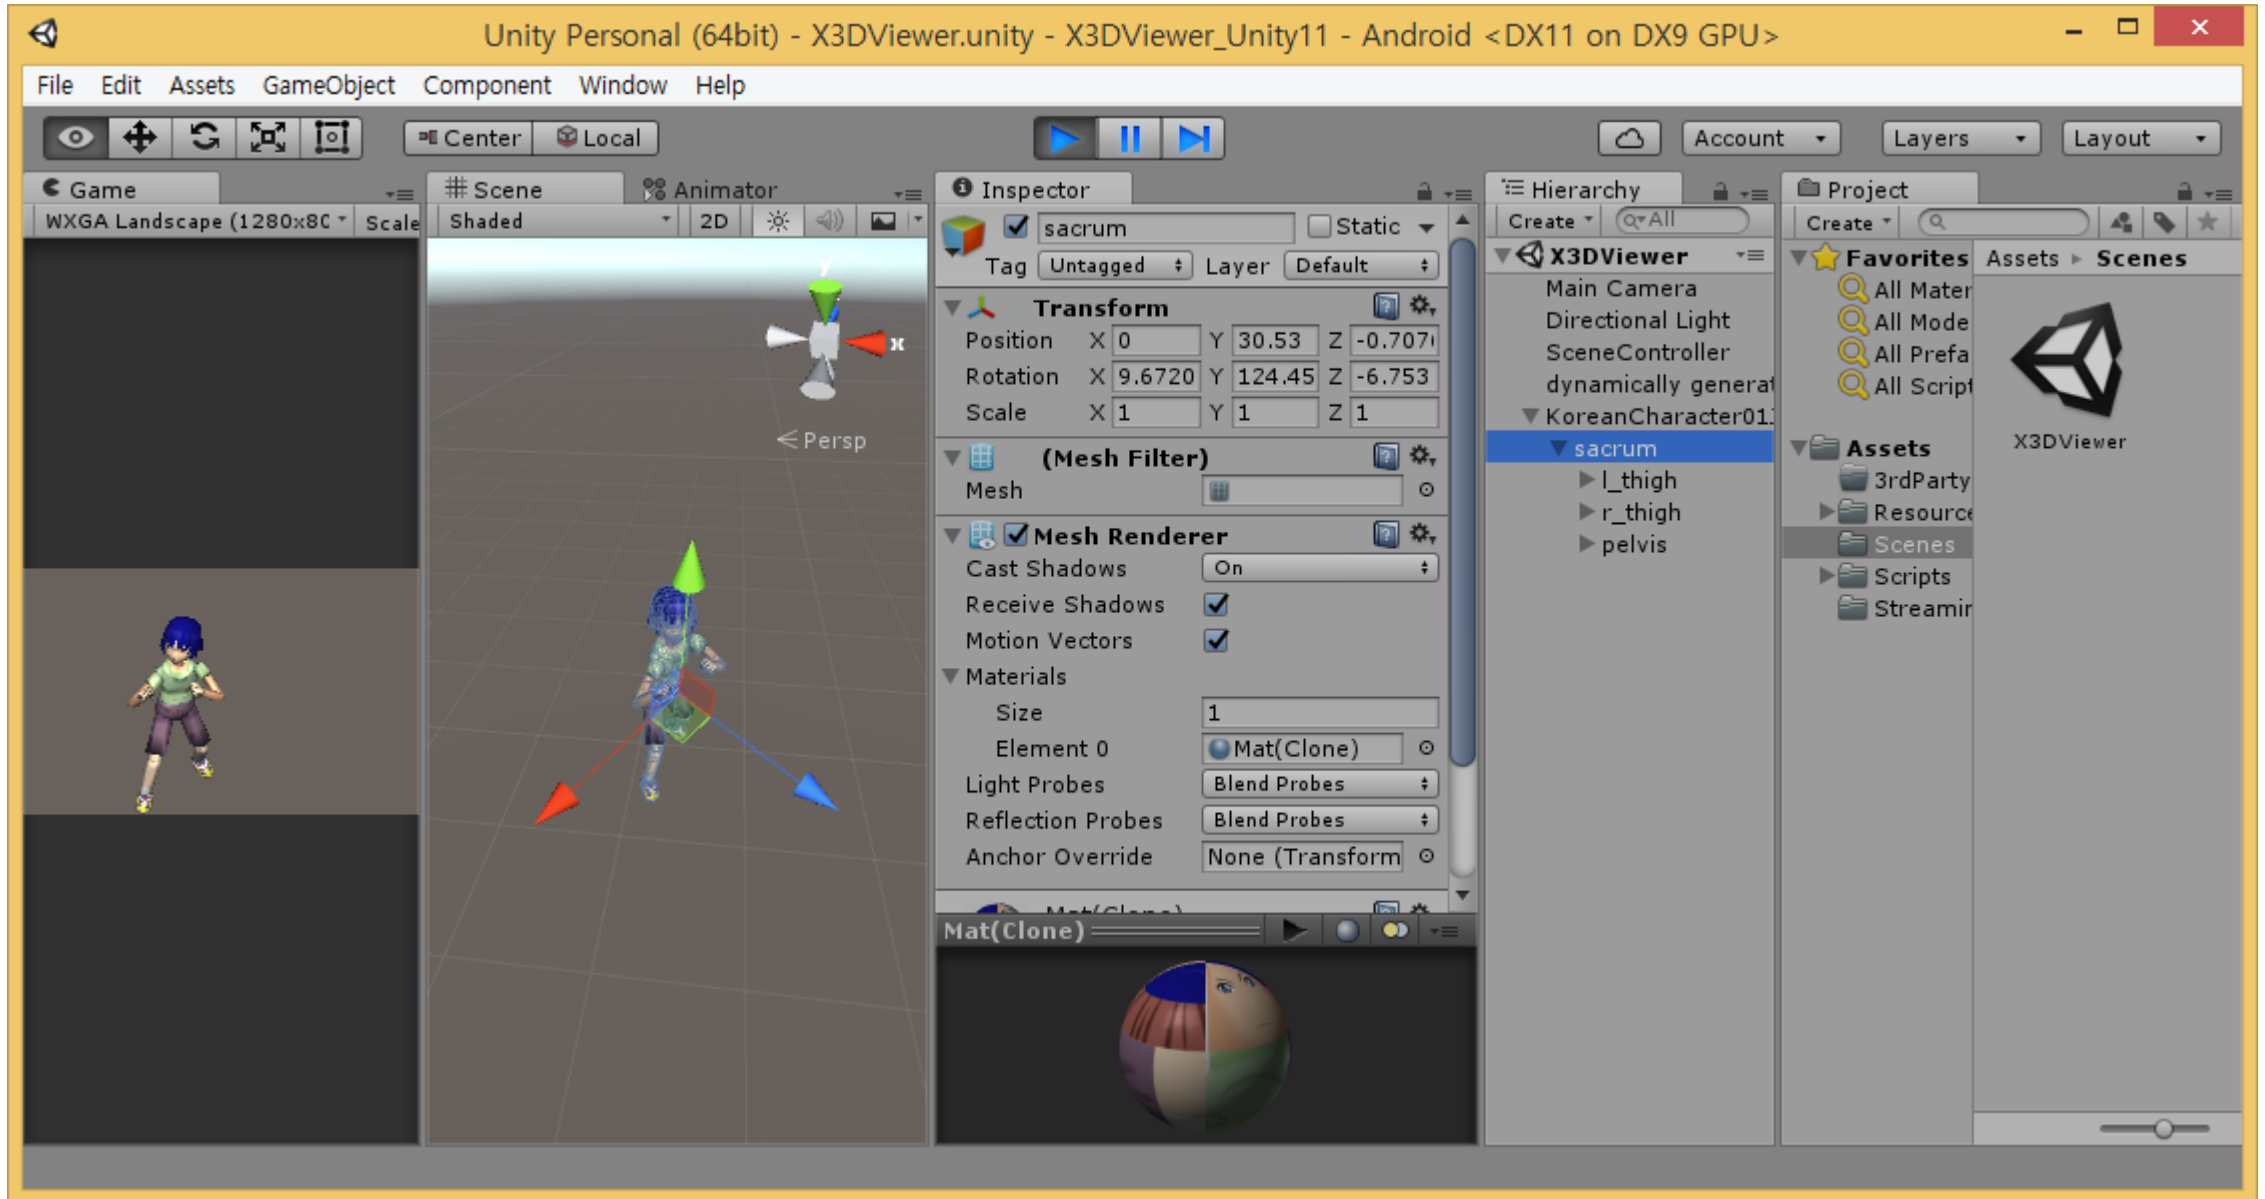 Unity Personal (64bit) - X3DViewer.unity - X3DViewer_Unity11 - Android <DX11 on DX9 GPU>
File Edit Assets GameObject Component Window Help
Center Local
Account Layers Layout
Game
WXGA Landscape (1280x80 Scale
Scene Animator
Shaded 2D
y
x
Persp
Inspector
sacrum Static
Tag Untagged Layer Default
Transform
Position X 0 Y 30.53 Z -0.707
Rotation X 9.6720 Y 124.45 Z -6.753
Scale X 1 Y 1 Z 1
(Mesh Filter)
Mesh
Mesh Renderer
Cast Shadows On
Receive Shadows
Motion Vectors
Materials
Size 1
Element 0 Mat(Clone)
Light Probes Blend Probes
Reflection Probes Blend Probes
Anchor Override None (Transform
Mat(Clone)
Mat(Clone)
Hierarchy
Create All
X3DViewer
Main Camera
Directional Light
SceneController
dynamically generat
KoreanCharacter01
sacrum
l_thigh
r_thigh
pelvis
Project
Create
Favorites
All Mater
All Mode
All Prefa
All Script
Assets
3rdParty
Resource
Scenes
Scripts
Streamin
Assets Scenes
X3DViewer